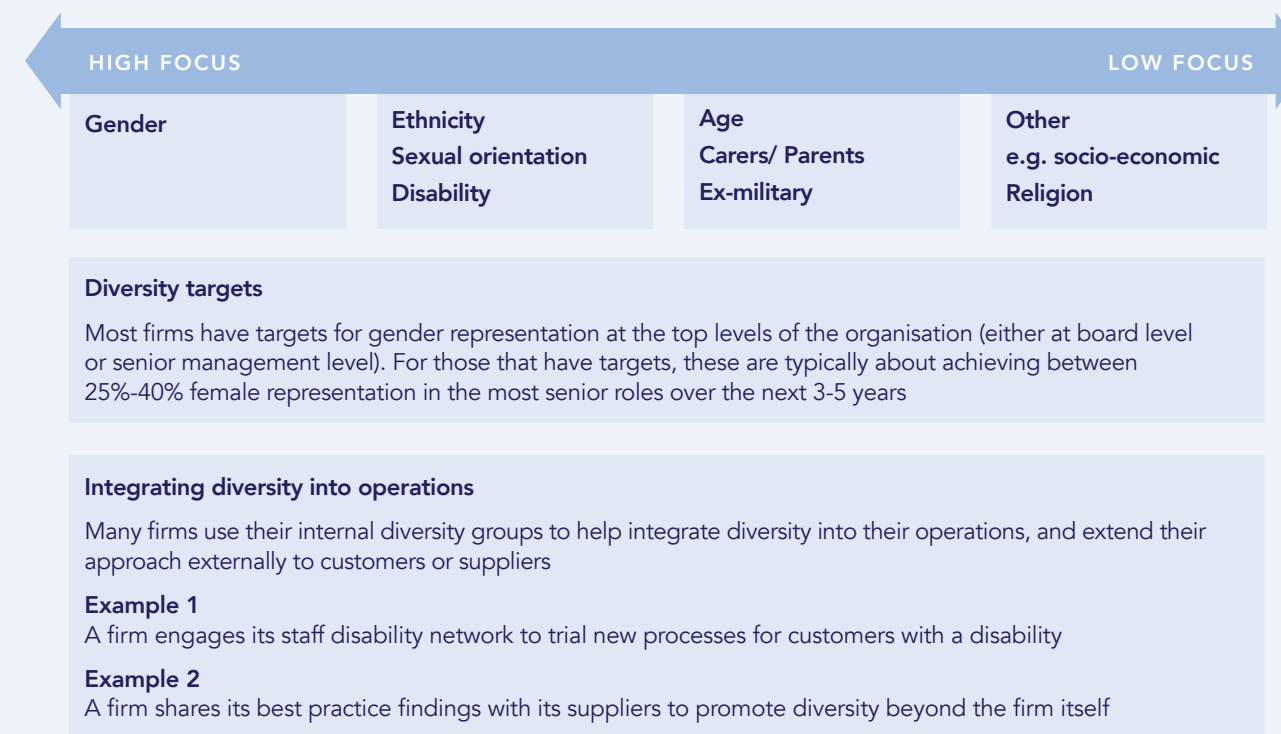 HIGH FOCUS
LOW FOCUS
Gender
Ethnicity
Sexual orientation
Disability
Age
Carers/ Parents
Ex-military
Other
e.g. socio-economic
Religion
Diversity targets
Most firms have targets for gender representation at the top levels of the organisation (either at board level
or senior management level). For those that have targets, these are typically about achieving between
25%-40% female representation in the most senior roles over the next 3-5 years
Integrating diversity into operations
Many firms use their internal diversity groups to help integrate diversity into their operations, and extend their
approach externally to customers or suppliers
Example 1
A firm engages its staff disability network to trial new processes for customers with a disability
Example 2
A firm shares its best practice findings with its suppliers to promote diversity beyond the firm itself